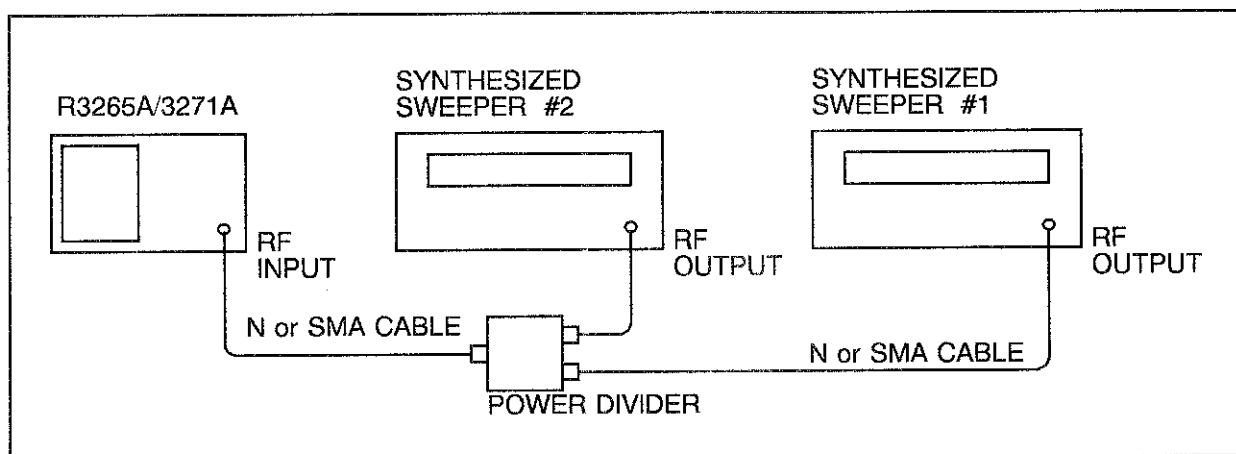 R3265A/3271A
SYNTHESIZED
SWEEPER #2
SYNTHESIZED
SWEEPER #1
RF
INPUT
RF
OUTPUT
RF
OUTPUT
N or SMA CABLE
N or SMA CABLE
POWER DIVIDER